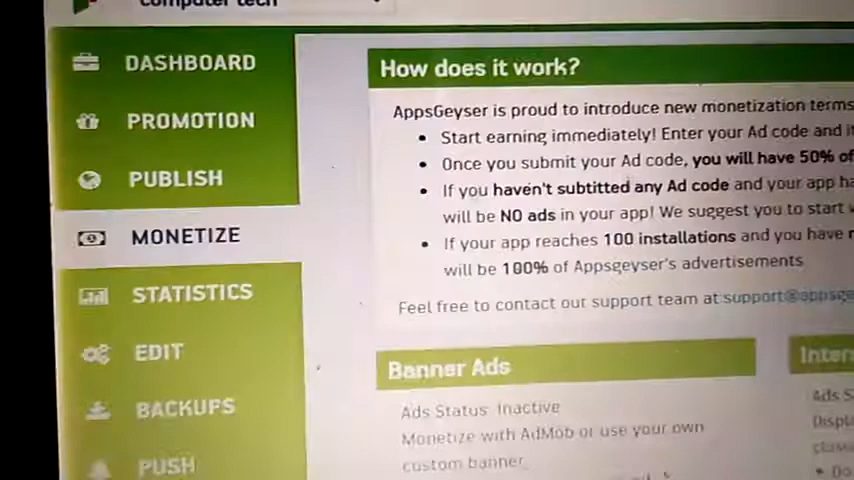 computer tech
DASHBOARD
PROMOTION
PUBLISH
MONETIZE
STATISTICS
EDIT
BACKUPS
PUSH
How does it work?
AppsGeyser is proud to introduce new monetization terms
Start earning immediately! Enter your Ad code and
Once you submit your Ad code, you will have 50% of
If you haven't subtitted any Ad code and your app
will be NO ads in your app! We suggest you to start
If your app reaches 100 installations and you have
will be 100% of Appsgeyser's advertisements
Feel free to contact our support team at support@appsge
Banner Ads
Ads Status: Inactive
Monetize with AdMob or use your own
custom banner
Ads